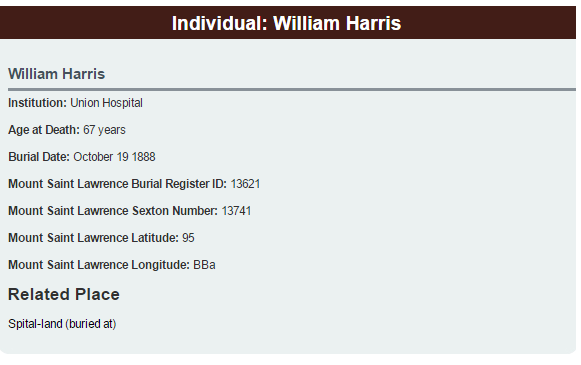 Individual: William Harris
William Harris
Institution: Union Hospital
Age at Death: 67 years
Burial Date: October 19 1888
Mount Saint Lawrence Burial Register ID: 13621
Mount Saint Lawrence Sexton Number: 13741
Mount Saint Lawrence Latitude: 95
Mount Saint Lawrence Longitude: BBa
Related Place
Spital-land (buried at)